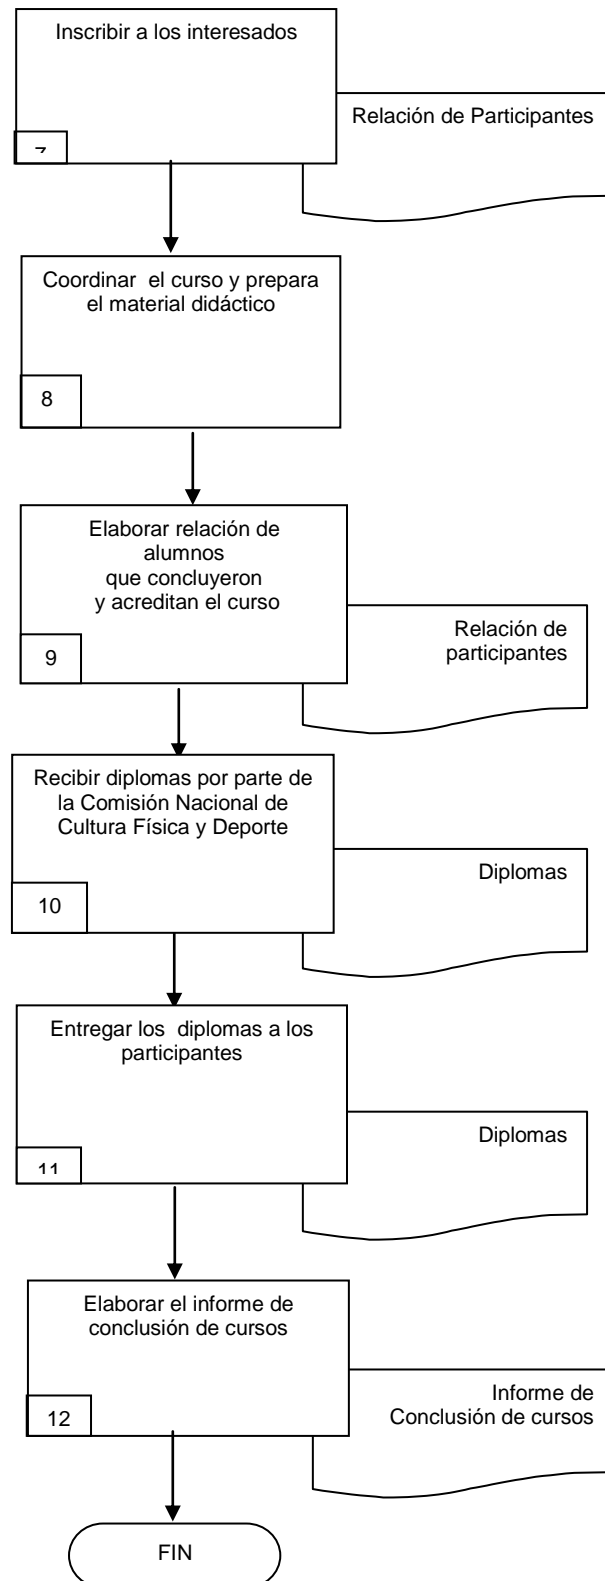 Inscribir a los interesados
Relación de Participantes
7
Coordinar el curso y prepara
el material didáctico
8
Elaborar relación de
alumnos
que concluyeron
y acreditan el curso
9
Relación de
participantes
Recibir diplomas por parte de
la Comisión Nacional de
Cultura Física y Deporte
10
Diplomas
Entregar los diplomas a los
participantes
11
Diplomas
Elaborar el informe de
conclusión de cursos
12
Informe de
Conclusión de cursos
FIN